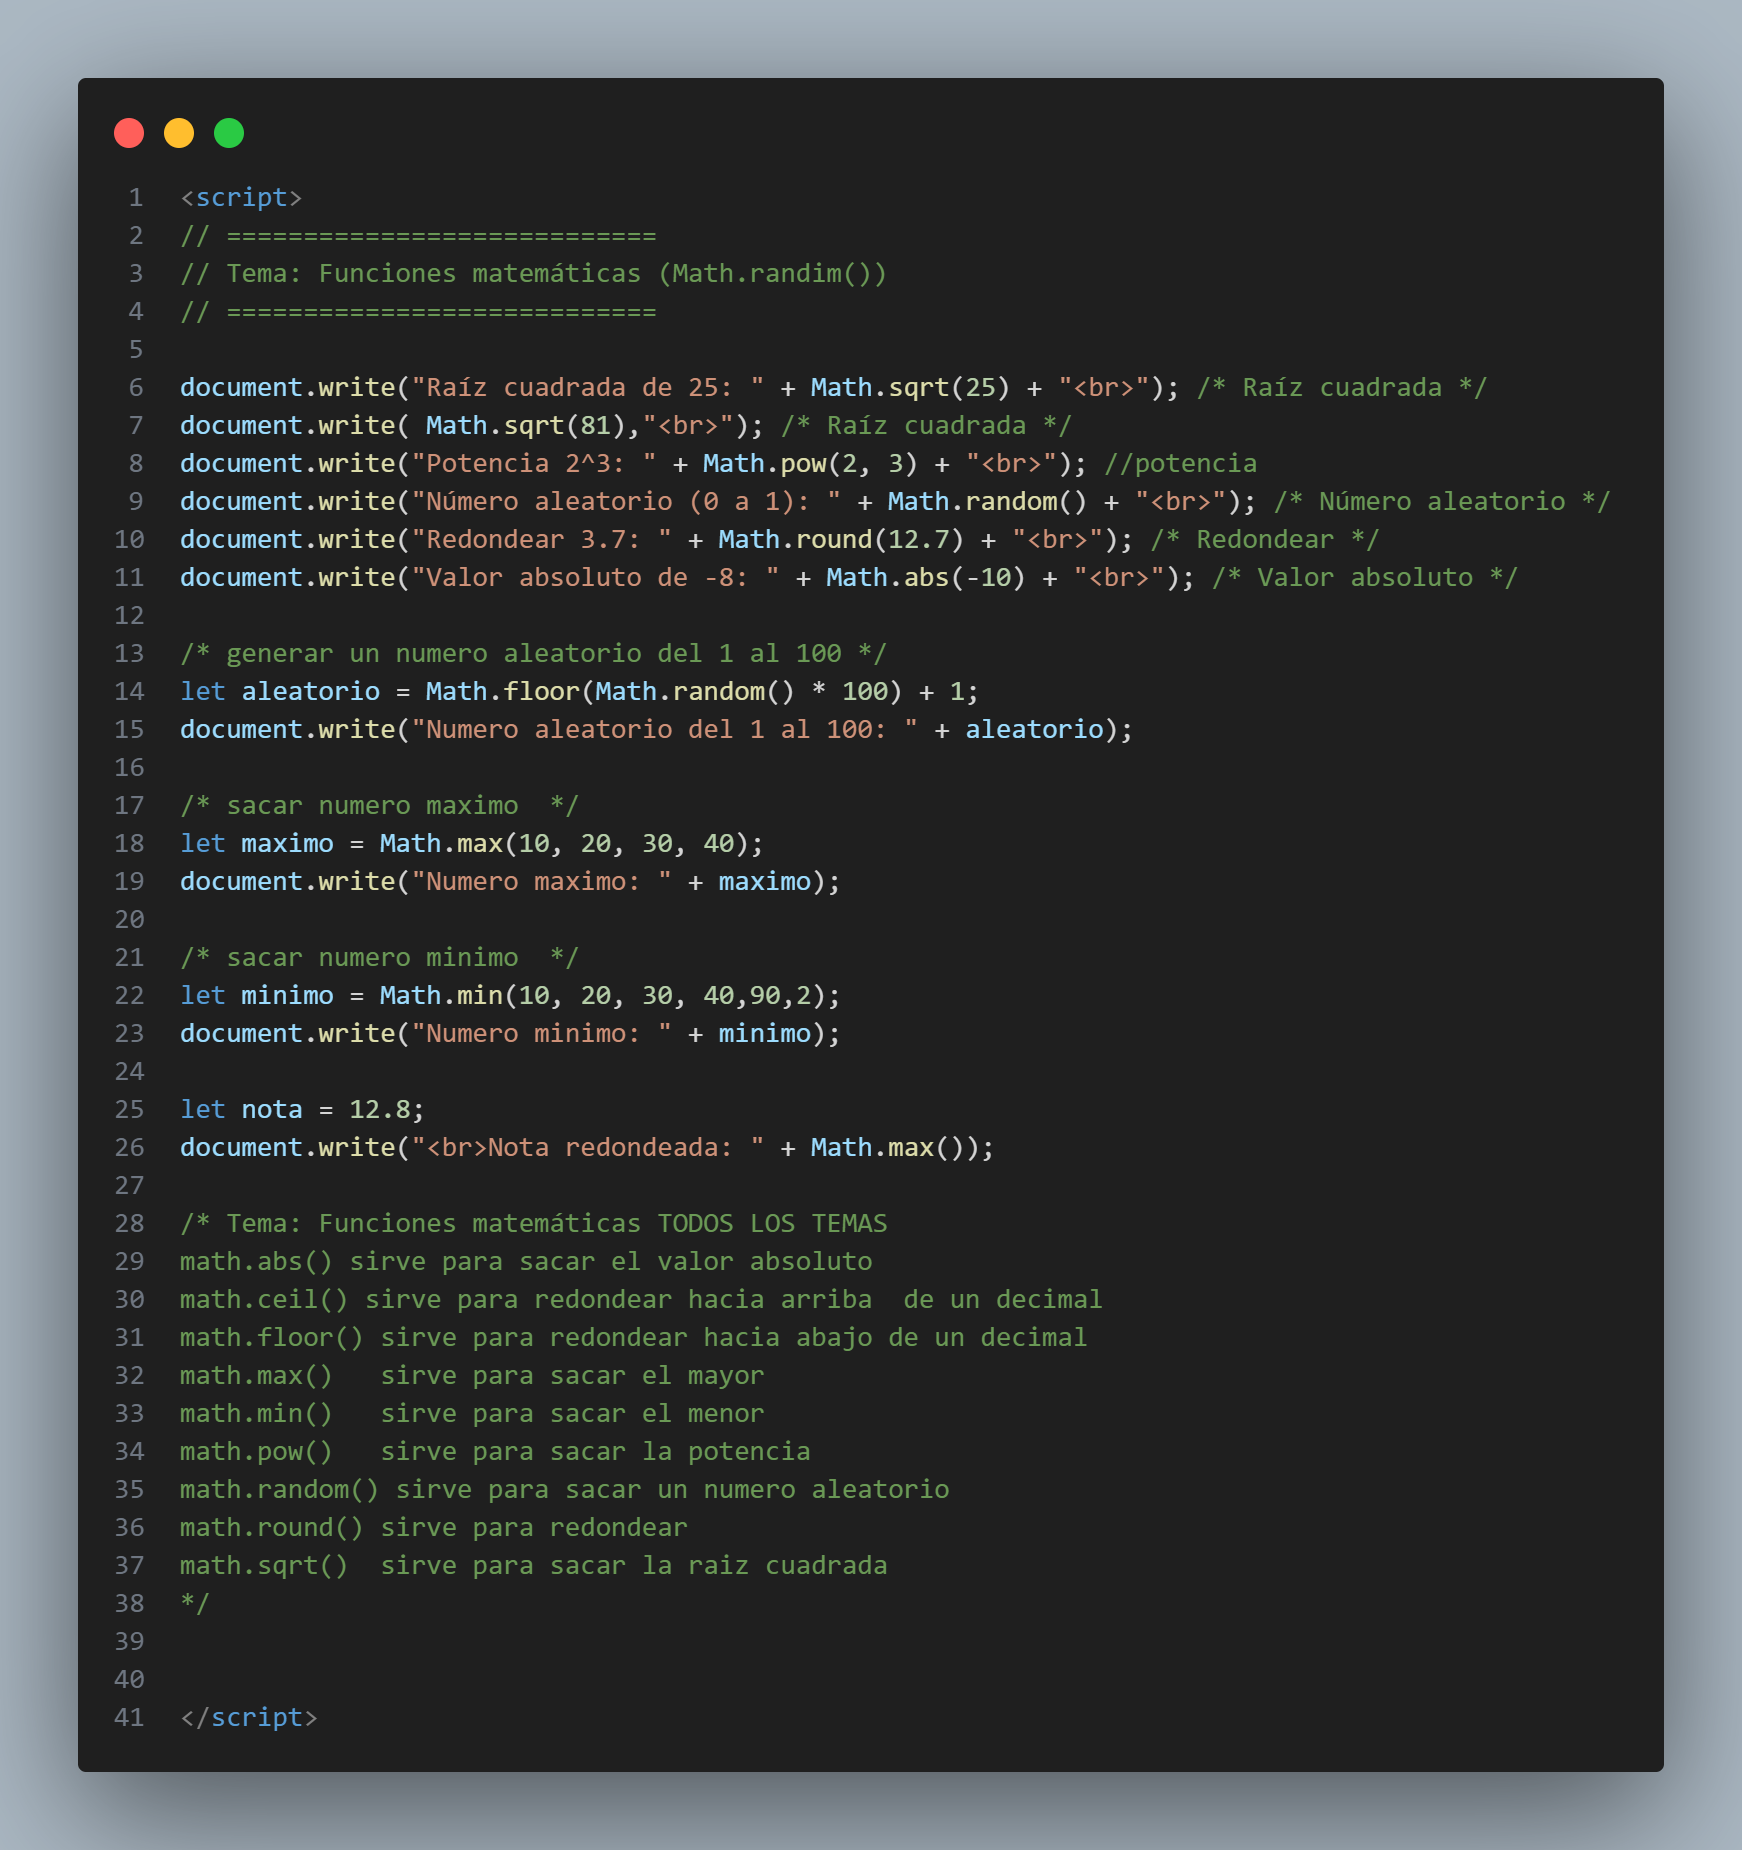 1 <script>
2 // ============================
3 // Tema: Funciones matemáticas (Math.randim())
4 // ============================
5
6 document.write("Raíz cuadrada de 25: " + Math.sqrt(25) + "<br>"); /* Raíz cuadrada */
7 document.write( Math.sqrt(81),"<br>"); /* Raíz cuadrada */
8 document.write("Potencia 2^3: " + Math.pow(2, 3) + "<br>"); //potencia
9 document.write("Número aleatorio (0 a 1): " + Math.random() + "<br>"); /* Número aleatorio */
10 document.write("Redondear 3.7: " + Math.round(12.7) + "<br>"); /* Redondear */
11 document.write("Valor absoluto de -8: " + Math.abs(-10) + "<br>"); /* Valor absoluto */
12
13 /* generar un numero aleatorio del 1 al 100 */
14 let aleatorio = Math.floor(Math.random() * 100) + 1;
15 document.write("Numero aleatorio del 1 al 100: " + aleatorio);
16
17 /* sacar numero maximo  */
18 let maximo = Math.max(10, 20, 30, 40);
19 document.write("Numero maximo: " + maximo);
20
21 /* sacar numero minimo  */
22 let minimo = Math.min(10, 20, 30, 40,90,2);
23 document.write("Numero minimo: " + minimo);
24
25 let nota = 12.8;
26 document.write("<br>Nota redondeada: " + Math.max());
27
28 /* Tema: Funciones matemáticas TODOS LOS TEMAS
29 math.abs() sirve para sacar el valor absoluto
30 math.ceil() sirve para redondear hacia arriba  de un decimal
31 math.floor() sirve para redondear hacia abajo de un decimal
32 math.max()   sirve para sacar el mayor
33 math.min()   sirve para sacar el menor
34 math.pow()   sirve para sacar la potencia
35 math.random() sirve para sacar un numero aleatorio
36 math.round() sirve para redondear
37 math.sqrt()  sirve para sacar la raiz cuadrada
38 */
39
40
41 </script>